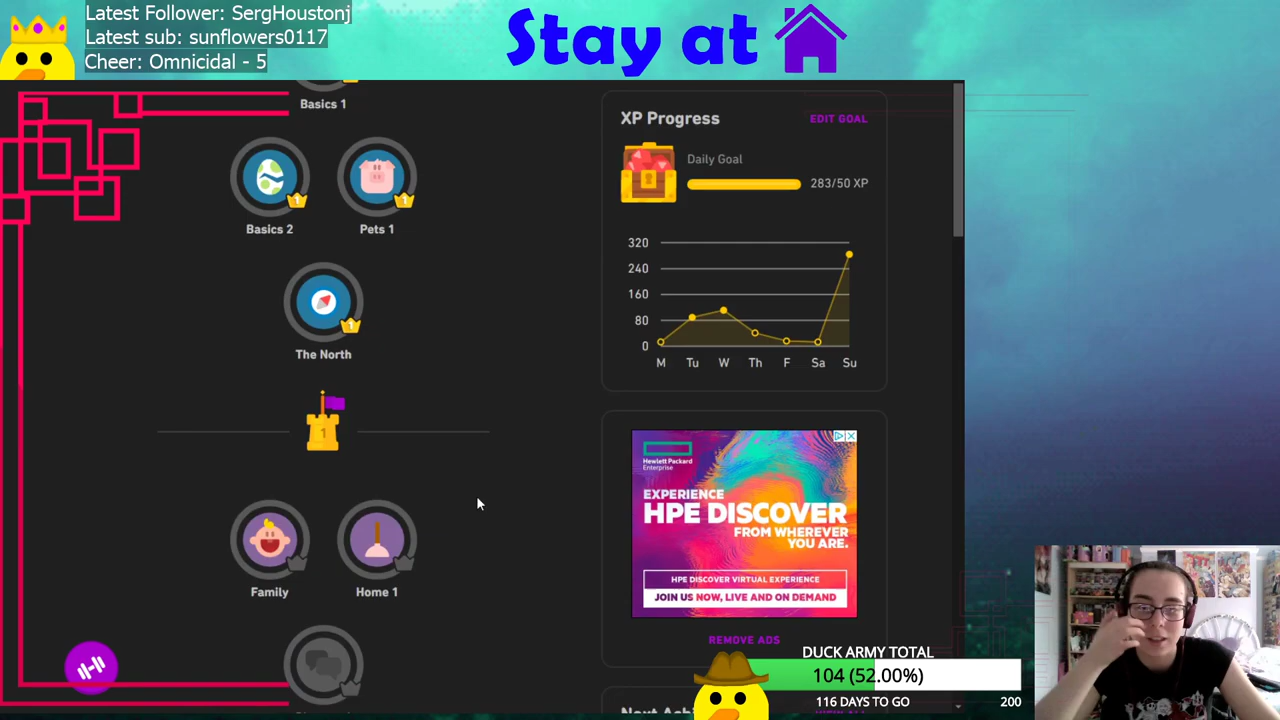 Latest Follower: SergHoustonj
Latest sub: sunflowers0117
Cheer: Omnicidal - 5
Stay at
Basics 1
Basics 2
Pets 1
The North
1
Family
Home 1
XP Progress
EDIT GOAL
Daily Goal
283/50 XP
320
240
160
80
0
M Tu W Th F Sa Su
Hewlett Packard
Enterprise
EXPERIENCE
HPE DISCOVER
FROM WHEREVER
YOU ARE.
HPE DISCOVER VIRTUAL EXPERIENCE
JOIN US NOW, LIVE AND ON DEMAND
REMOVE ADS
DUCK ARMY TOTAL
104 (52.00%)
116 DAYS TO GO
200